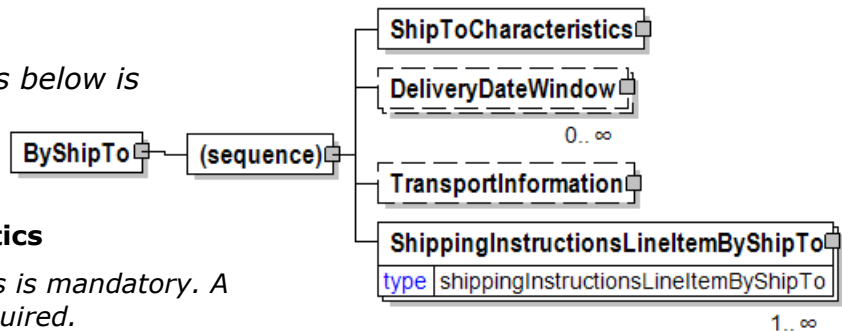 ShipToCharacteristics
s below is
DeliveryDateWindow
0.. ∞
ByShipTo
(sequence)
TransportInformation
tics
ShippingInstructionsLineItemByShipTo
s is mandatory. A
type shippingInstructionsLineItemByShipTo
uired.
1.. ∞